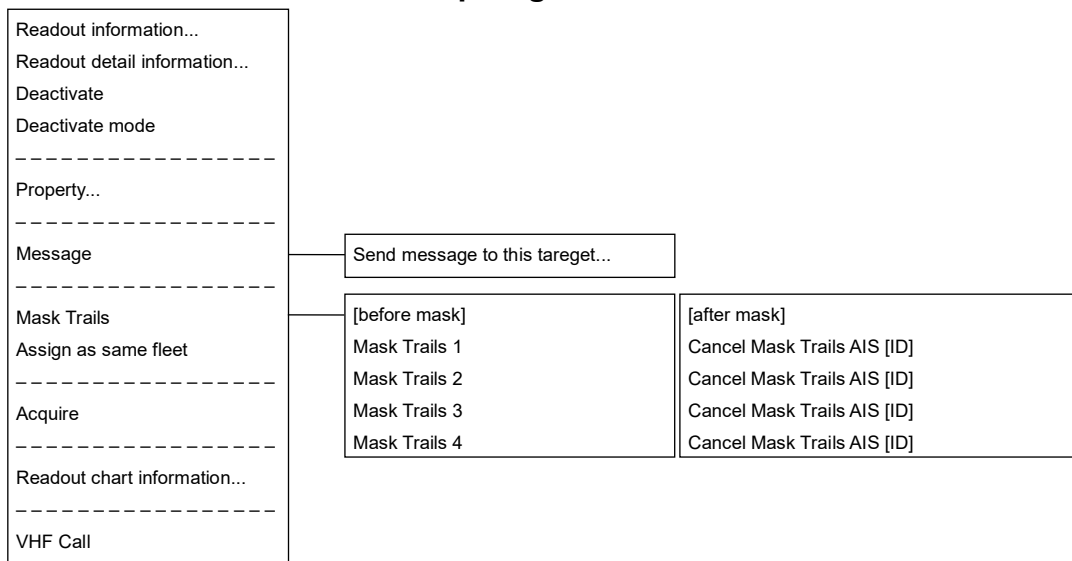 Readout information...
Readout detail information...
Deactivate
Deactivate mode
Property...
Message
Send message to this tareget...
Mask Trails
Assign as same fleet
[before mask]
Mask Trails 1
Mask Trails 2
Mask Trails 3
Mask Trails 4
[after mask]
Cancel Mask Trails AIS [ID]
Cancel Mask Trails AIS [ID]
Cancel Mask Trails AIS [ID]
Cancel Mask Trails AIS [ID]
Acquire
Readout chart information...
VHF Call